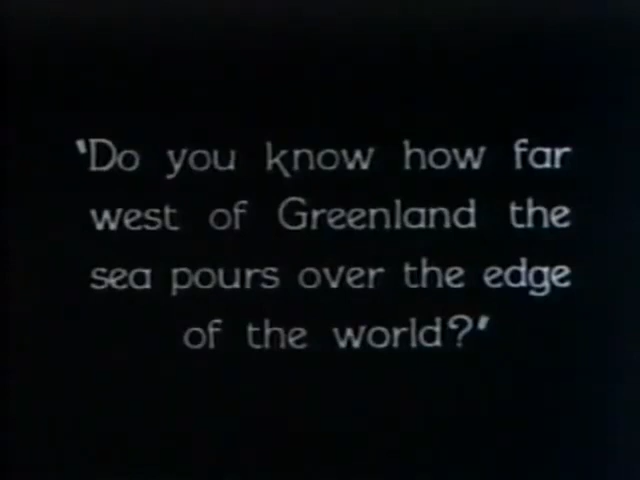 "Do you know how far
west of Greenland the
sea pours over the edge
of the world?"